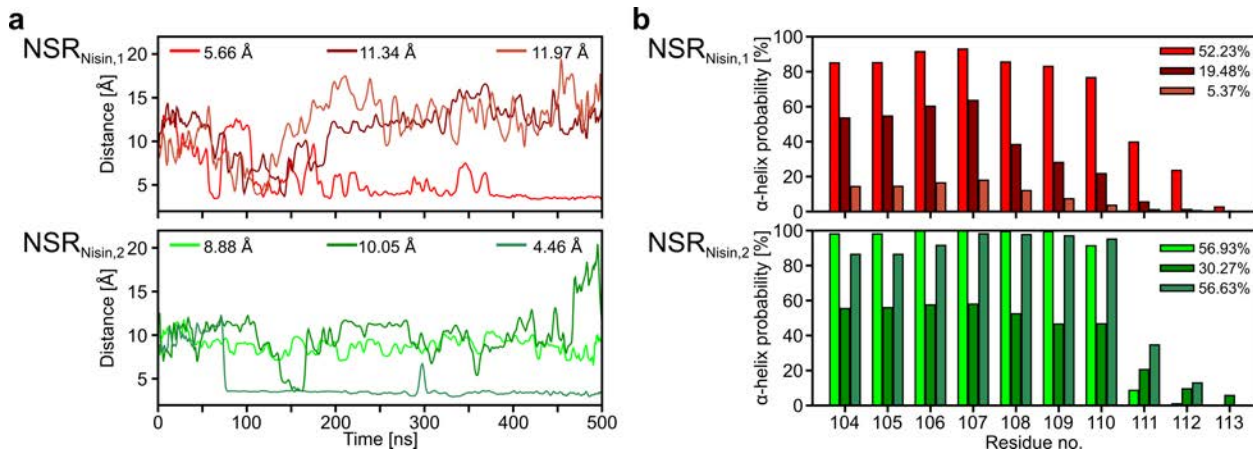 a
NSR Nisin,1
5.66 Å 11.34 Å 11.97 Å
20
15
10
5
Distance [Å]
NSR Nisin,2
8.88 Å 10.05 Å 4.46 Å
20
15
10
5
Distance [Å]
0 100 200 300 400 500
Time [ns]
b
NSR Nisin,1
100
80
60
40
20
0
α-helix probability [%]
52.23%
19.48%
5.37%
NSR Nisin,2
100
80
60
40
20
0
α-helix probability [%]
56.93%
30.27%
56.63%
104 105 106 107 108 109 110 111 112 113
Residue no.